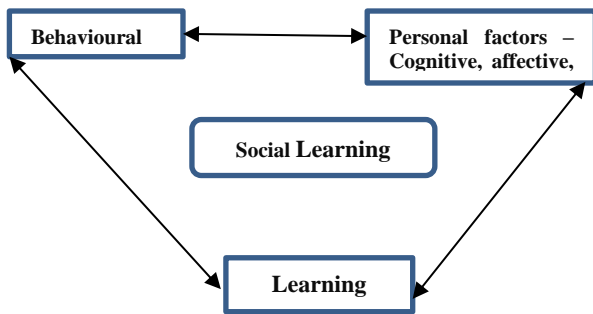 Behavioural
Personal factors –
Cognitive, affective,
Social Learning
Learning